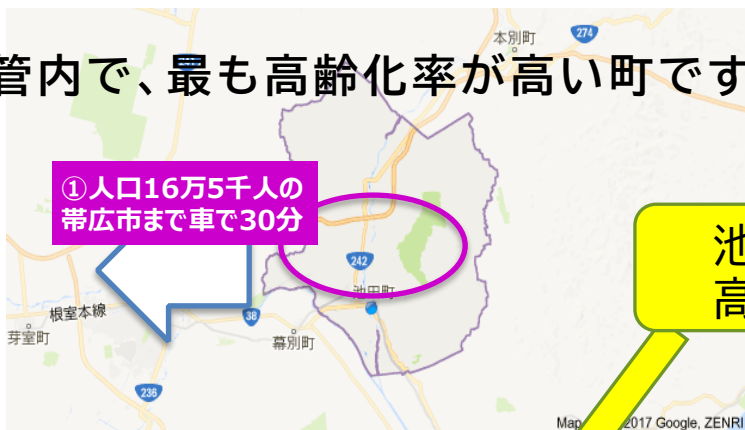 本別町
274
管内で、最も高齢化率が高い町です
①人口16万5千人の
帯広市まで車で30分
池
高
242
池田町
根室本線
芽室町
38
幕別町
236
Map
2017 Google, ZENRI